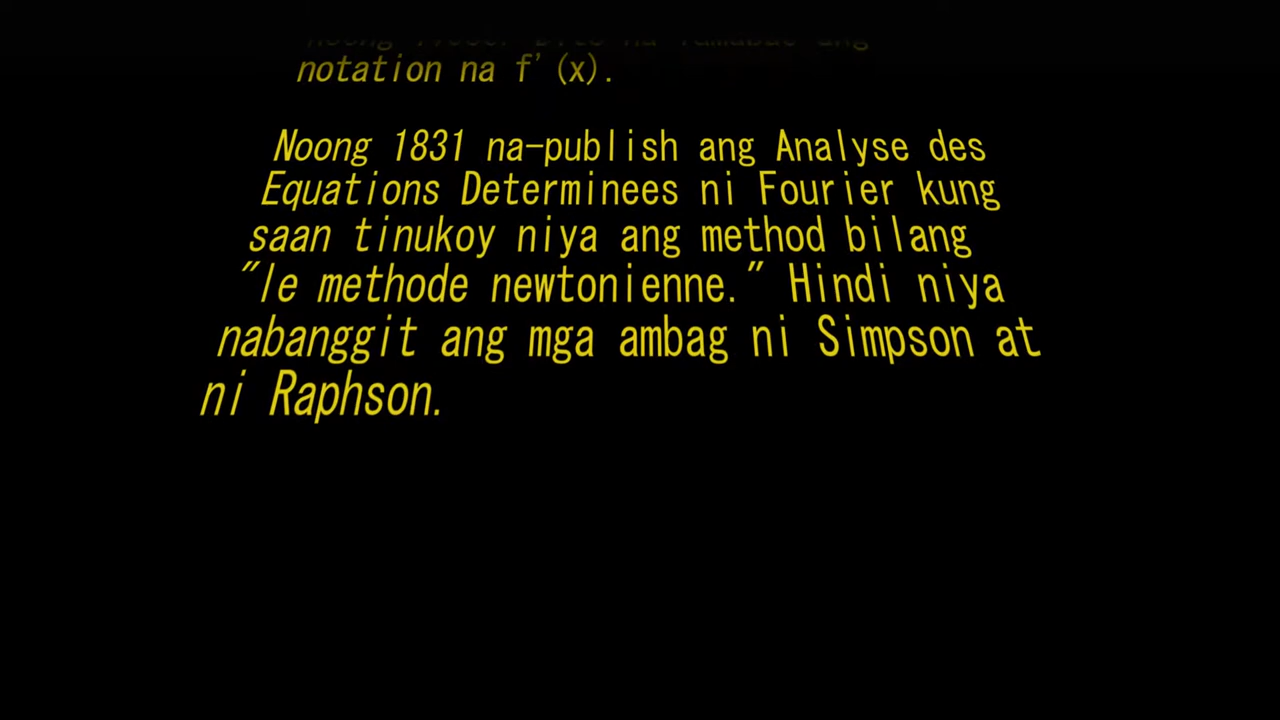 notation na f'(x).
Noong 1831 na-publish ang Analyse des
Equations Determinees ni Fourier kung
saan tinukoy niya ang method bilang
"le methode newtonienne." Hindi niya
nabanggit ang mga ambag ni Simpson at
ni Raphson.